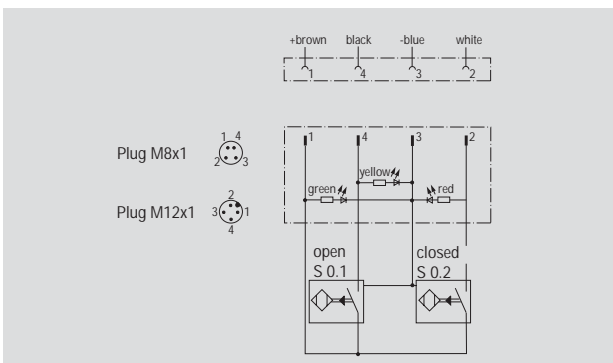 +brown black -blue white
1 4 3 2
1 4 3 2
Plug M8x1
1 4
2 3
yellow
green red
Plug M12x1
2
3 1
4
open closed
S 0.1 S 0.2